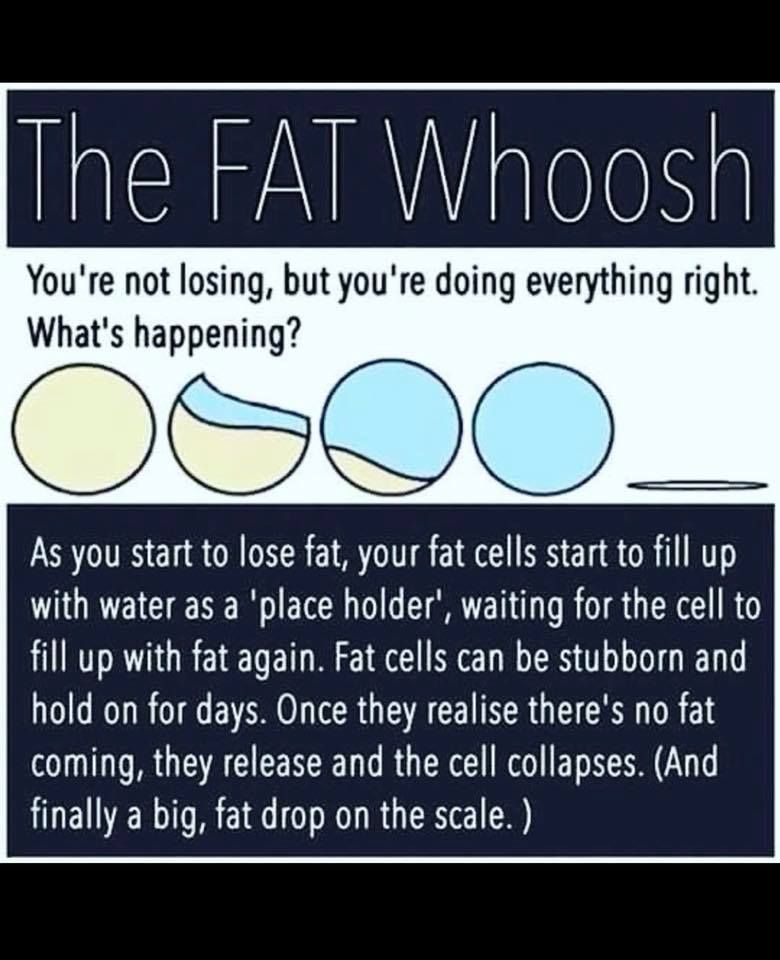 The FAT Whoosh
You're not losing, but you're doing everything right.
What's happening?
As you start to lose fat, your fat cells start to fill up
with water as a 'place holder', waiting for the cell to
fill up with fat again. Fat cells can be stubborn and
hold on for days. Once they realise there's no fat
coming, they release and the cell collapses. (And
finally a big, fat drop on the scale. )